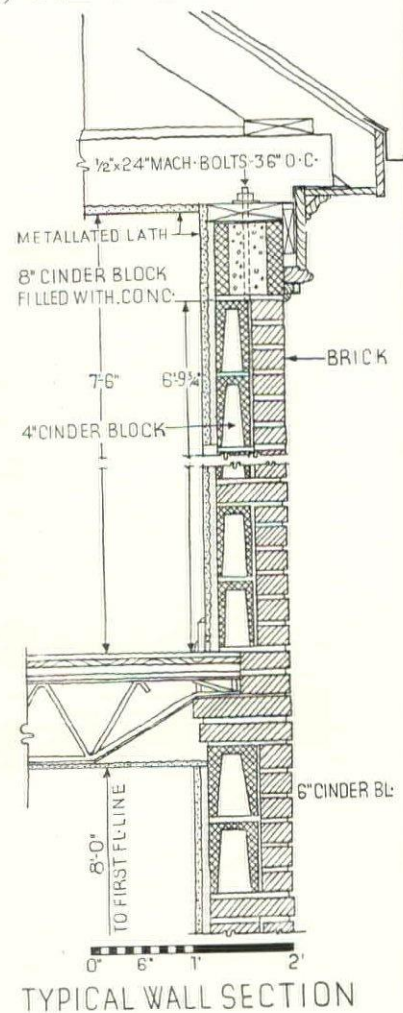 ½"×24" MACH·BOLTS·36" O·C·
METALLATED LATH
8" CINDER BLOCK
FILLED WITH CONC·
7'-6"
6'-9¾"
BRICK
4" CINDER BLOCK
6" CINDER BL·
8'-0"
TO FIRST FL·LINE
0" 6" 1' 2'
TYPICAL WALL SECTION